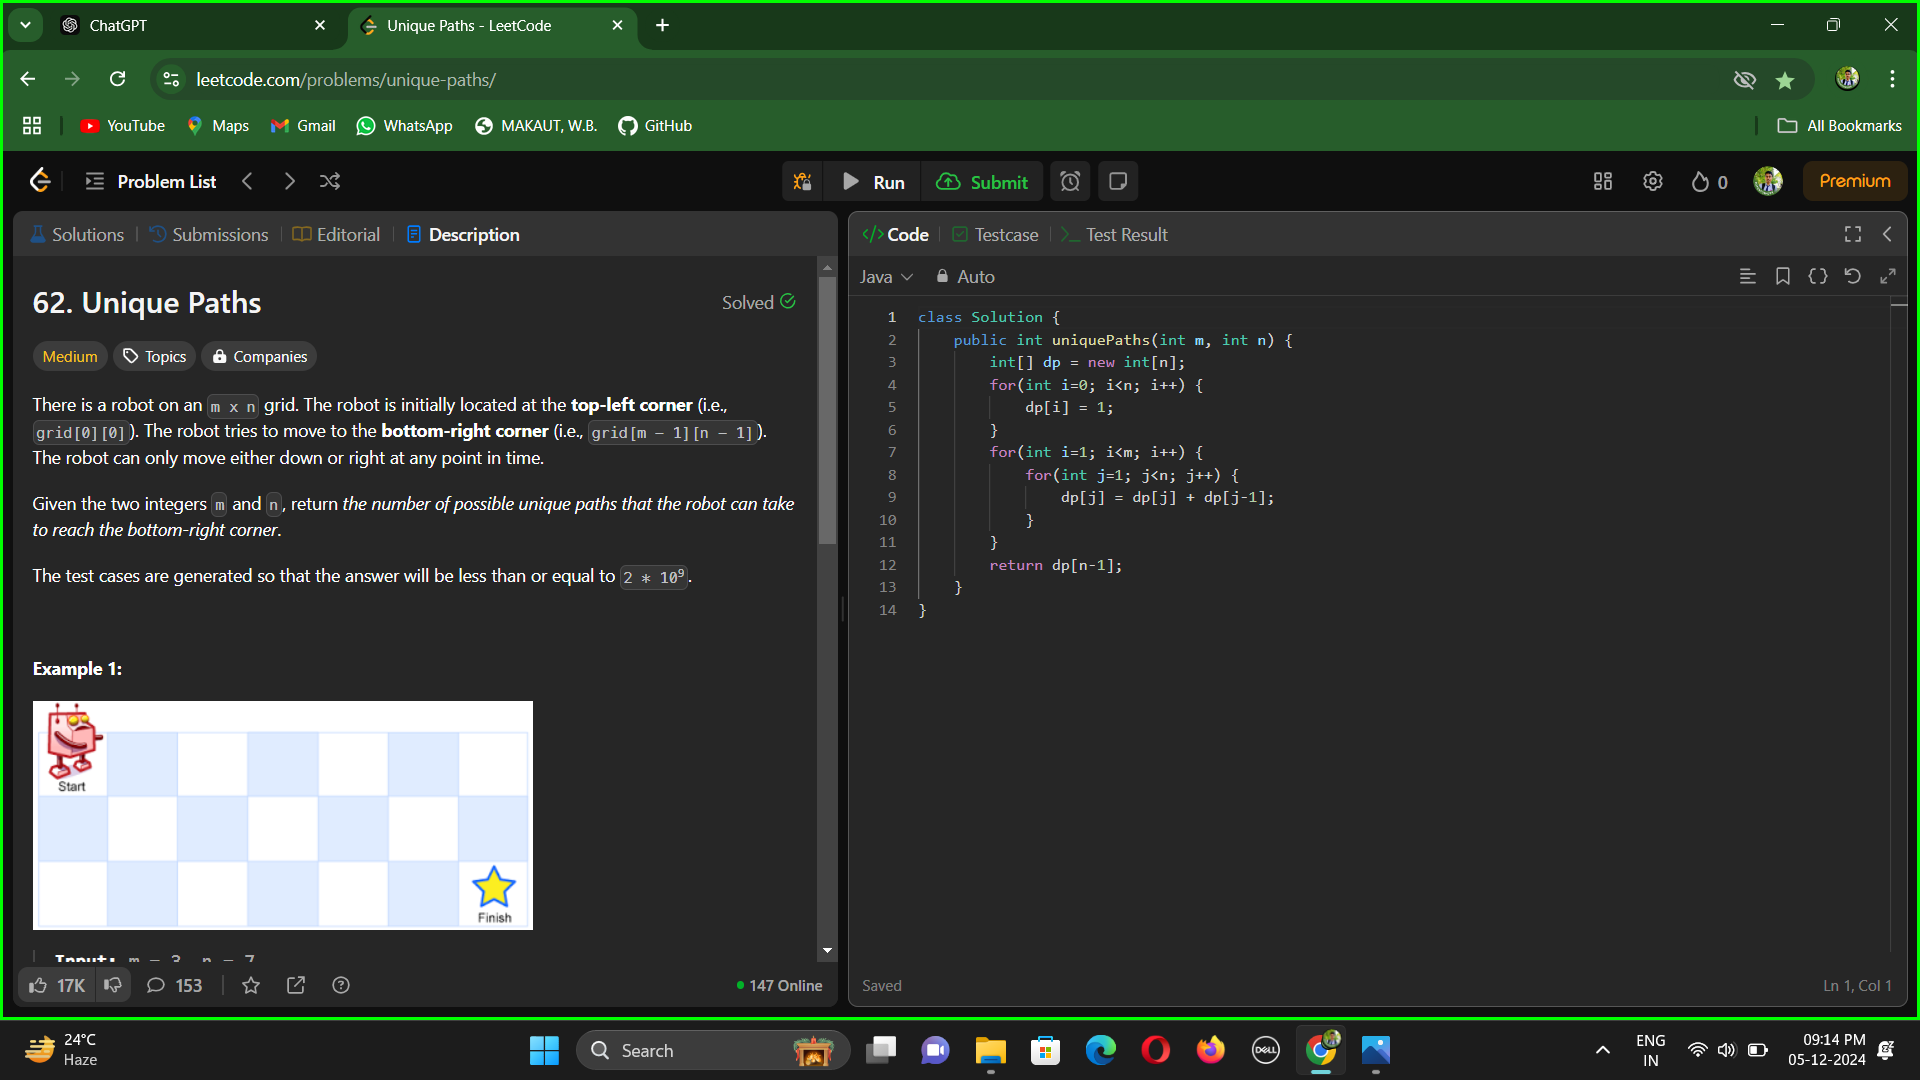 ChatGPT
Unique Paths - LeetCode
leetcode.com/problems/unique-paths/
YouTube
Maps
Gmail
WhatsApp
MAKAUT, W.B.
GitHub
All Bookmarks
Problem List
Run
Submit
0
Premium
Solutions
Submissions
Editorial
Description
62. Unique Paths
Solved
Medium
Topics
Companies
There is a robot on an m x n grid. The robot is initially located at the top-left corner (i.e.,
grid[0][0]). The robot tries to move to the bottom-right corner (i.e., grid[m - 1][n - 1]).
The robot can only move either down or right at any point in time.
Given the two integers m and n, return the number of possible unique paths that the robot can take
to reach the bottom-right corner.
The test cases are generated so that the answer will be less than or equal to 2 * 10⁹.
Example 1:
Start
Finish
Input: m = 3, n = 7
17K
153
147 Online
</> Code
Testcase
>_ Test Result
Java
Auto
1 class Solution {
2 public int uniquePaths(int m, int n) {
3 int[] dp = new int[n];
4 for(int i=0; i<n; i++) {
5 dp[i] = 1;
6 }
7 for(int i=1; i<m; i++) {
8 for(int j=1; j<n; j++) {
9 dp[j] = dp[j] + dp[j-1];
10 }
11 }
12 return dp[n-1];
13 }
14 }
Saved
Ln 1, Col 1
24°C
Haze
Search
DELL
ENG
IN
09:14 PM
05-12-2024